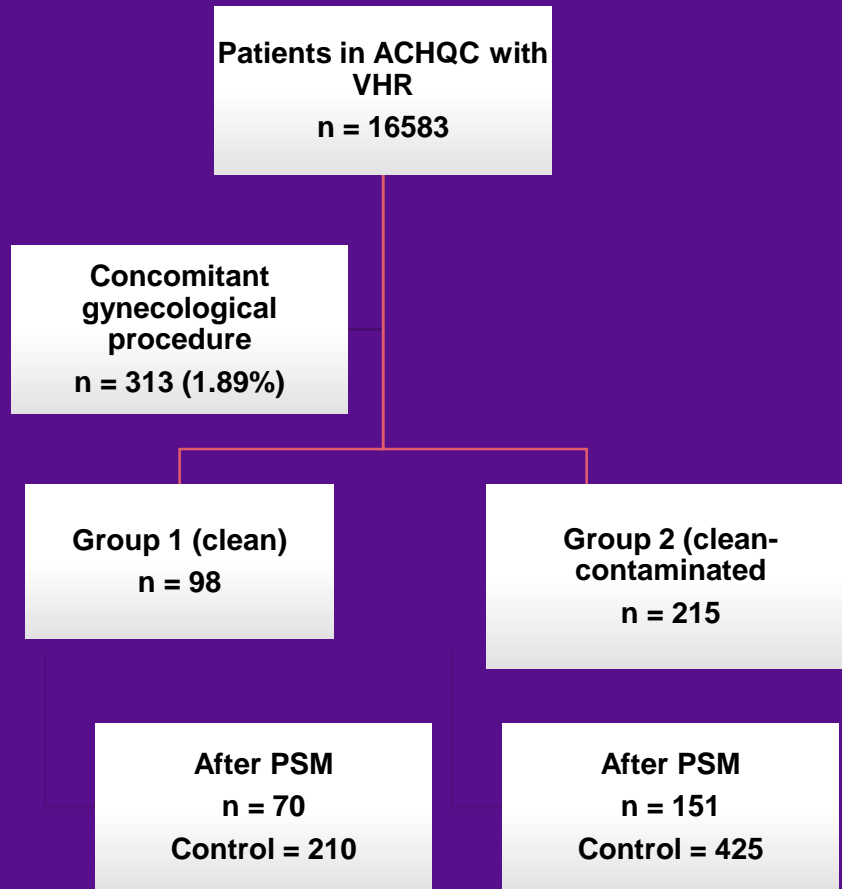 Patients in ACHQC with
VHR
n = 16583
Concomitant
gynecological
procedure
n = 313 (1.89%)
Group 1 (clean)
n = 98
Group 2 (clean-
contaminated
n = 215
After PSM
n = 70
Control = 210
After PSM
n = 151
Control = 425